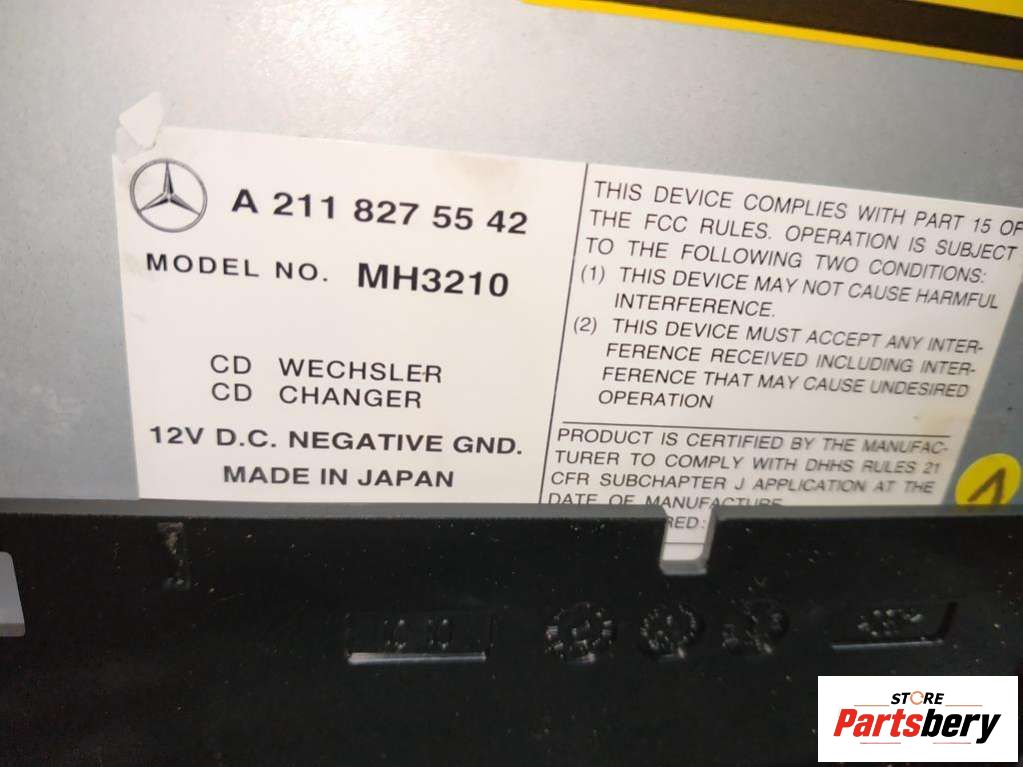 A 211 827 55 42
MODEL NO. MH3210
CD WECHSLER
CD CHANGER
12V D.C. NEGATIVE GND.
MADE IN JAPAN
THIS DEVICE COMPLIES WITH PART 15 OF
THE FCC RULES. OPERATION IS SUBJECT
TO THE FOLLOWING TWO CONDITIONS:
(1) THIS DEVICE MAY NOT CAUSE HARMFUL
INTERFERENCE.
(2) THIS DEVICE MUST ACCEPT ANY INTER-
FERENCE RECEIVED INCLUDING INTER-
FERENCE THAT MAY CAUSE UNDESIRED
OPERATION
PRODUCT IS CERTIFIED BY THE MANUFAC-
TURER TO COMPLY WITH DHHS RULES 21
CFR SUBCHAPTER J APPLICATION AT THE
DATE OF MANUFACTURE
RED:
STORE
Partsbery